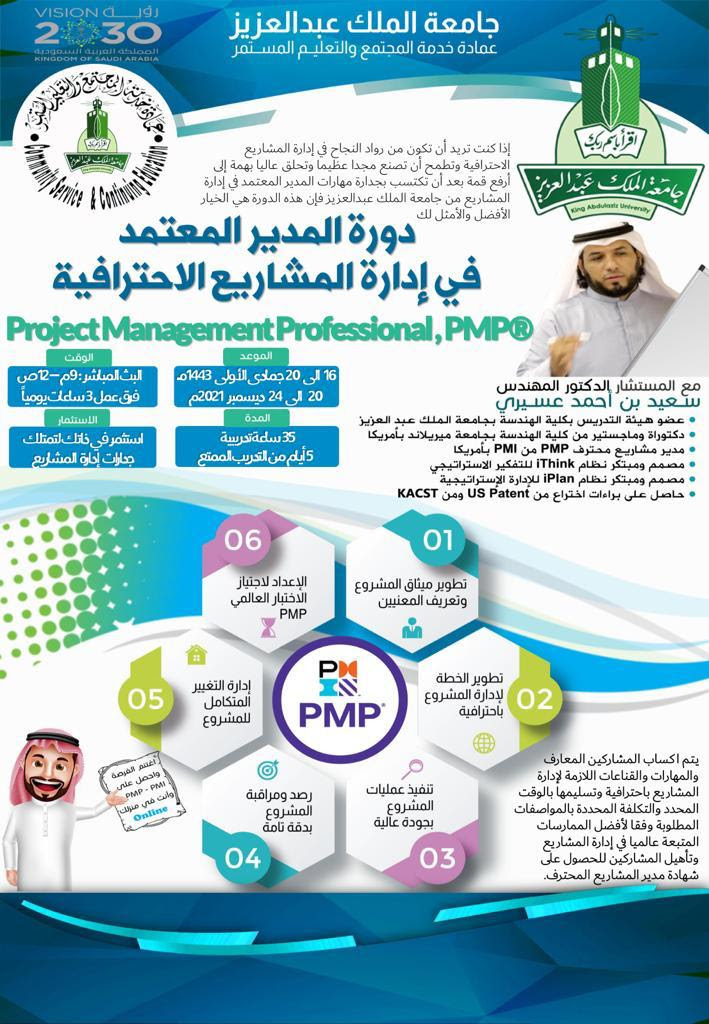 رؤيـــة VISION
2030
المملكة العربية السعودية
KINGDOM OF SAUDI ARABIA
جامعة الملك عبدالعزيز
عمادة خدمة المجتمع والتعليم المستمر
عمادة خدمة المجتمع والتعليم المستمر
جامعة الملك عبدالعزيز
Community Service & Continuing Education
اقرأ باسم ربك
جامعة الملك عبدالعزيز
King Abdulaziz University
إذا كنت تريد أن تكون من رواد النجاح في إدارة المشاريع
الاحترافية وتطمح أن تصنع مجدا عظيما وتحلق عاليا بهمة إلى
أرفع قمة بعد أن تكتسب بجدارة مهارات المدير المعتمد في إدارة
المشاريع من جامعة الملك عبدالعزيز فإن هذه الدورة هي الخيار
الأفضل والأمثل لك
دورة المدير المعتمد
في إدارة المشاريع الاحترافية
Project Management Professional , PMP®
الموعد
16 الى 20 جمادى الأولى 1443هـ
20 الى 24 ديسمبر 2021م
الوقت
البث المباشر : 9م – 12ص
فرق عمل 3 ساعات يومياً
المدة
35 ساعة تدريبية
5 أيام من التدريب الممتع
الاستثمار
استثمر في ذاتك لتمتلك
جدارات إدارة المشاريع
مع المستشار الدكتور المهندس
سعيد بن أحمد عسيري
• عضو هيئة التدريس بكلية الهندسة بجامعة الملك عبد العزيز
• دكتوراة وماجستير من كلية الهندسة بجامعة ميريلاند بأمريكا
• مدير مشاريع محترف PMP من PMI بأمريكا
• مصمم ومبتكر نظام iThink للتفكير الاستراتيجي
• مصمم ومبتكر نظام iPlan للإدارة الإستراتيجية
• حاصل على براءات اختراع من US Patent ومن KACST
01
تطوير ميثاق المشروع
وتعريف المعنيين
02
تطوير الخطة
لإدارة المشروع
باحترافية
03
تنفيذ عمليات
المشروع
بجودة عالية
04
رصد ومراقبة
المشروع
بدقة تامة
05
إدارة التغيير
المتكامل
للمشروع
06
الإعداد لاجتياز
الاختبار العالمي
PMP
PMP®
اغتنم الفرصة
واحصل على
PMP - PMI
وأنت في منزلك
Online
يتم اكساب المشاركين المعارف
والمهارات والقناعات اللازمة لإدارة
المشاريع باحترافية وتسليمها بالوقت
المحدد والتكلفة المحددة بالمواصفات
المطلوبة وفقا لأفضل الممارسات
المتبعة عالميا في إدارة المشاريع
وتأهيل المشاركين للحصول على
شهادة مدير المشاريع المحترف.